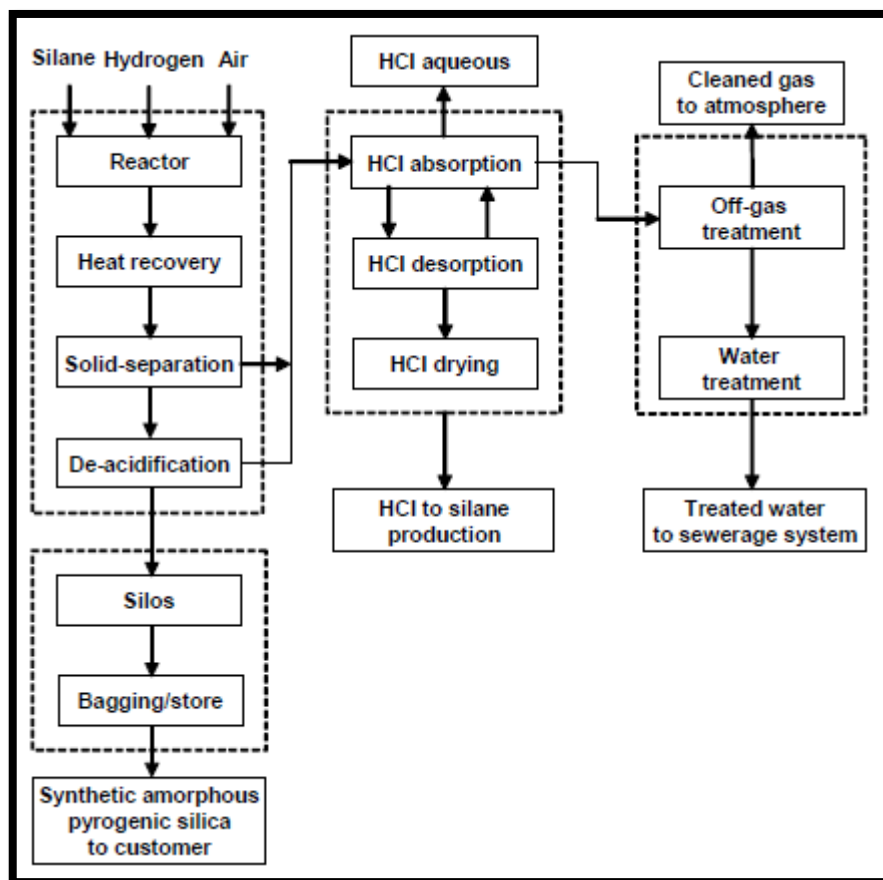 Silane Hydrogen Air
Reactor
Heat recovery
Solid-separation
De-acidification
Silos
Bagging/store
Synthetic amorphous
pyrogenic silica
to customer
HCl aqueous
HCl absorption
HCl desorption
HCl drying
HCl to silane
production
Cleaned gas
to atmosphere
Off-gas
treatment
Water
treatment
Treated water
to sewerage system